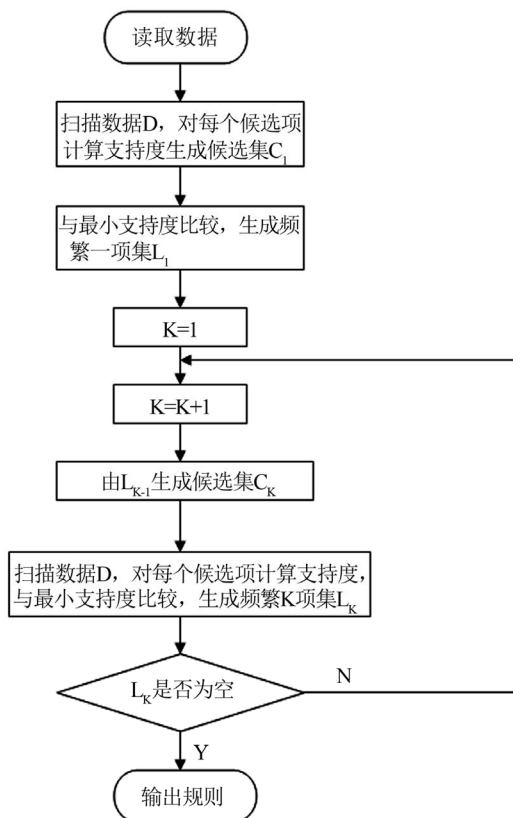 读取数据
扫描数据D，对每个候选项
计算支持度生成候选集C₁
与最小支持度比较，生成频
繁一项集L₁
K=1
K=K+1
由L_{K-1}生成候选集C_K
扫描数据D，对每个候选项计算支持度，
与最小支持度比较，生成频繁K项集L_K
L_K是否为空
N
Y
输出规则